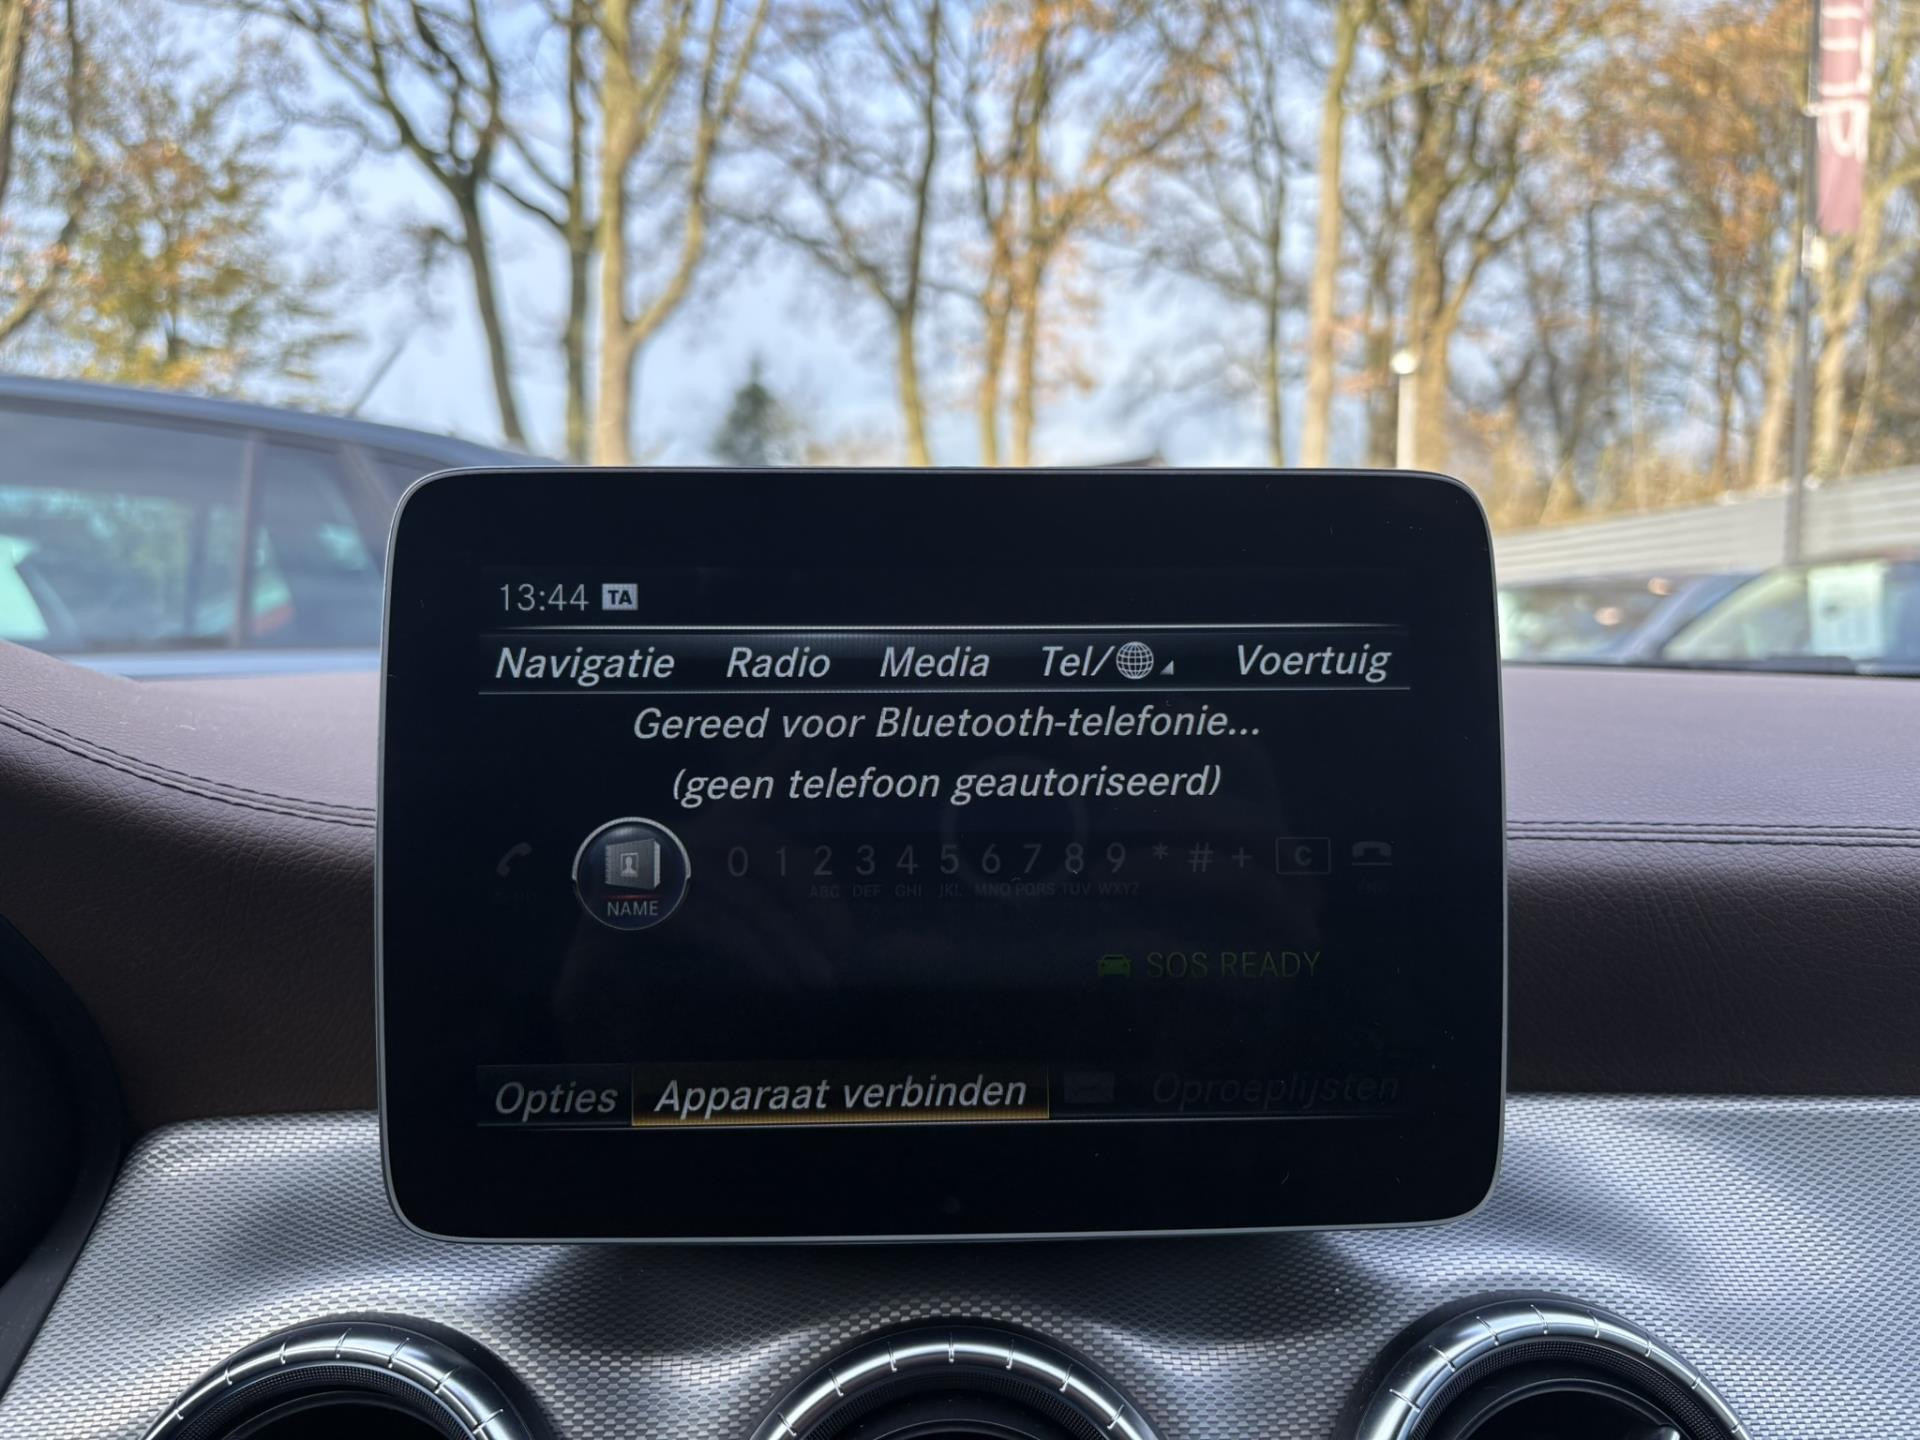 13:44 TA
Navigatie Radio Media Tel/ Voertuig
Gereed voor Bluetooth-telefonie...
(geen telefoon geautoriseerd)
0 1 2 3 4 5 6 7 8 9 * # + C
ABC DEF GHI JKL MNO PQRS TUV WXYZ
NAME
SOS READY
Opties Apparaat verbinden Oproeplijsten